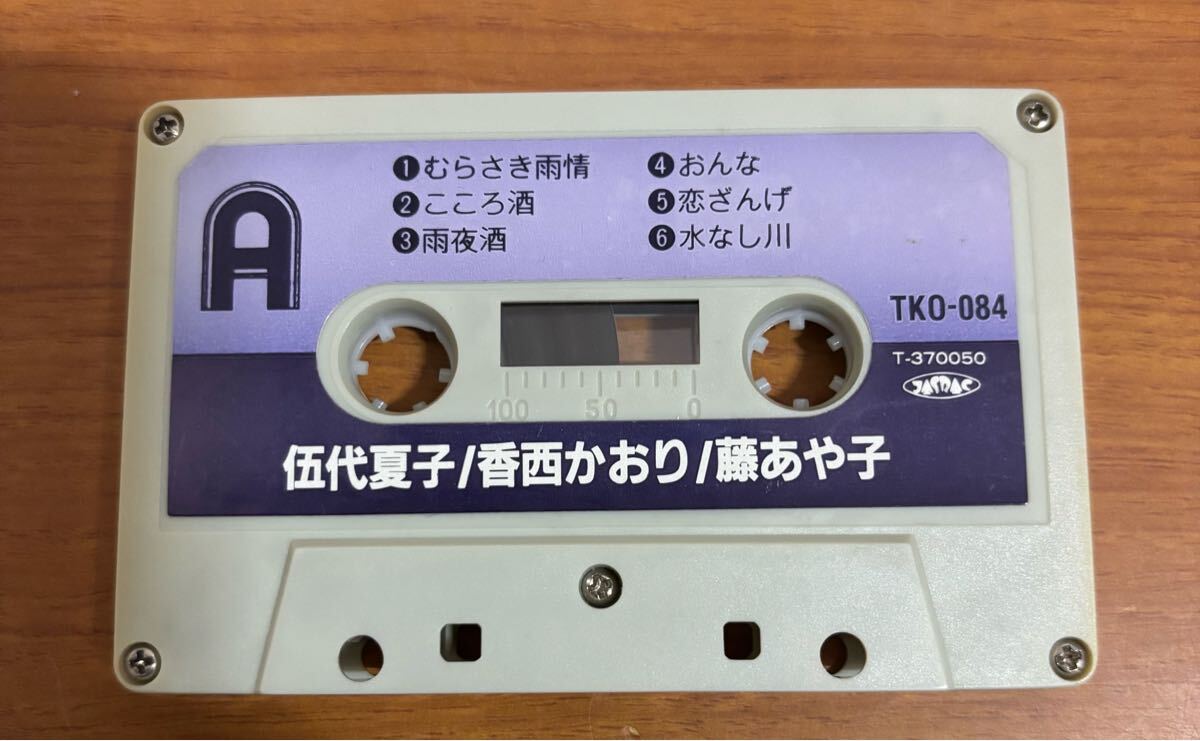 A
❶むらさき雨情
❷こころ酒
❸雨夜酒
❹おんな
❺恋ざんげ
❻水なし川
TKO-084
T-370050
JASRAC
100 50 0
伍代夏子/香西かおり/藤あや子